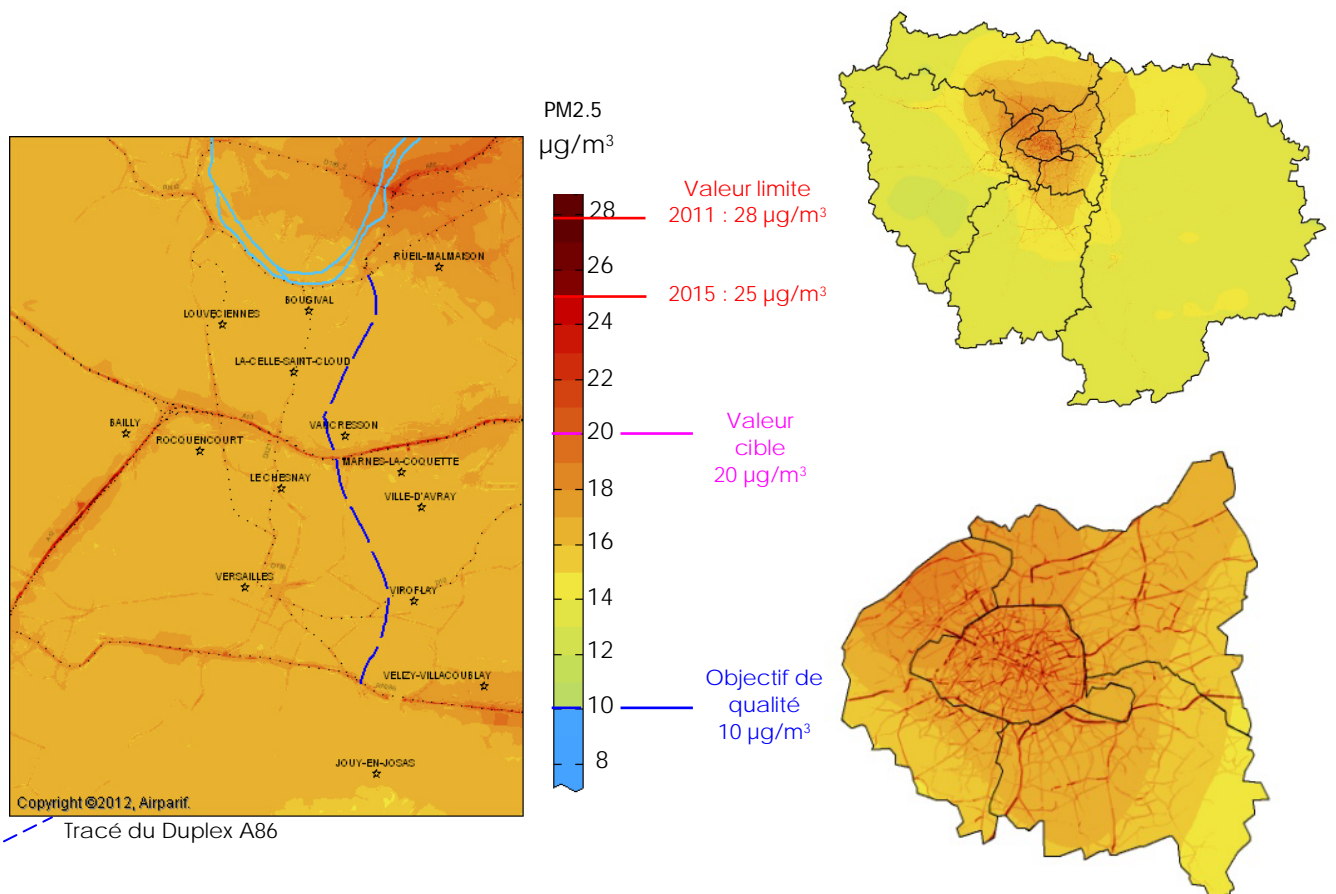 PM2.5
µg/m³
28
26
24
22
20
18
16
14
12
10
8
Valeur limite
2011 : 28 µg/m³
2015 : 25 µg/m³
Valeur
cible
20 µg/m³
Objectif de
qualité
10 µg/m³
RUEIL-MALMAISON
BOUGIVAL
LOUVECIENNES
LA-CELLE-SAINT-CLOUD
BAILLY
VAUCRESSON
ROCQUENCOURT
MARNES-LA-COQUETTE
LE CHESNAY
VILLE-D'AVRAY
VERSAILLES
VIROFLAY
VELIZY-VILLACOUBLAY
JOUY-EN-JOSAS
Copyright ©2012, Airparif.
Tracé du Duplex A86